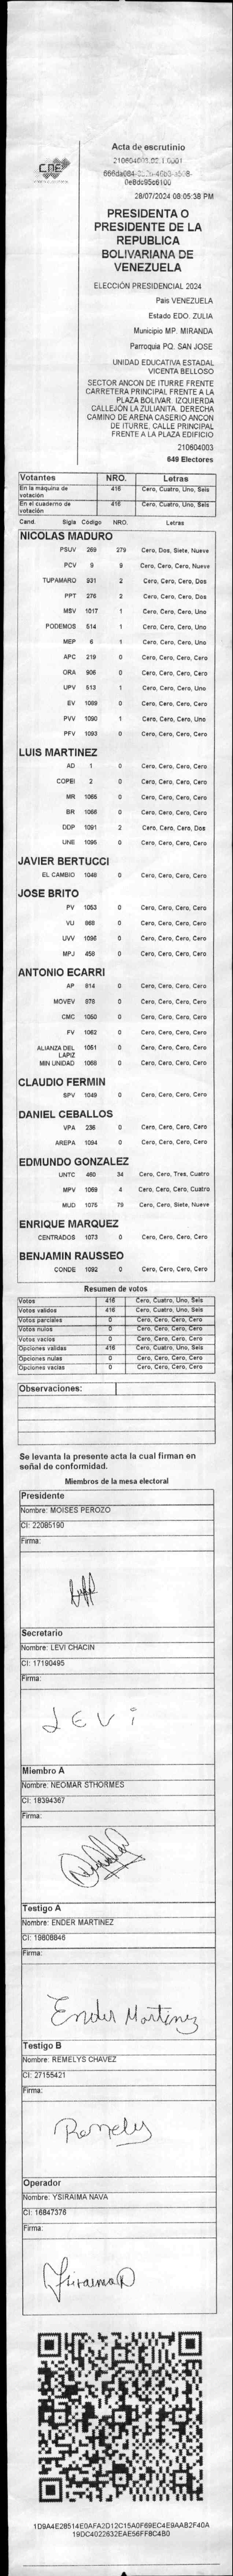 CNE
Acta de escrutinio
210604003.02.1.0001
28/07/2024 08:05:38 PM
PRESIDENTA O
PRESIDENTE DE LA
REPUBLICA
BOLIVARIANA DE
VENEZUELA
ELECCIÓN PRESIDENCIAL 2024
Pais VENEZUELA
Estado EDO. ZULIA
Municipio MP. MIRANDA
Parroquia PQ. SAN JOSE
UNIDAD EDUCATIVA ESTADAL
VICENTA BELLOSO
SECTOR ANCON DE ITURRE FRENTE
CARRETERA PRINCIPAL FRENTE A LA
PLAZA BOLIVAR. IZQUIERDA
CALLEJÓN LA ZULIANITA. DERECHA
CAMINO DE ARENA CASERIO ANCON
DE ITURRE. CALLE PRINCIPAL
FRENTE A LA PLAZA EDIFICIO
210604003
649 Electores
Votantes NRO. Letras
En la máquina de votación 416 Cero, Cuatro, Uno, Seis
En el cuaderno de votación 416 Cero, Cuatro, Uno, Seis
Cand. Sigla Código NRO. Letras
NICOLAS MADURO
PSUV 269 279 Cero, Dos, Siete, Nueve
PCV 9 9 Cero, Cero, Cero, Nueve
TUPAMARO 931 2 Cero, Cero, Cero, Dos
PPT 276 2 Cero, Cero, Cero, Dos
MSV 1017 1 Cero, Cero, Cero, Uno
PODEMOS 514 1 Cero, Cero, Cero, Uno
MEP 6 1 Cero, Cero, Cero, Uno
APC 219 0 Cero, Cero, Cero, Cero
ORA 906 0 Cero, Cero, Cero, Cero
UPV 513 1 Cero, Cero, Cero, Uno
EV 1089 0 Cero, Cero, Cero, Cero
PVV 1090 1 Cero, Cero, Cero, Uno
PFV 1093 0 Cero, Cero, Cero, Cero
LUIS MARTINEZ
AD 1 0 Cero, Cero, Cero, Cero
COPEI 2 0 Cero, Cero, Cero, Cero
MR 1065 0 Cero, Cero, Cero, Cero
BR 1066 0 Cero, Cero, Cero, Cero
DDP 1091 2 Cero, Cero, Cero, Dos
UNE 1095 0 Cero, Cero, Cero, Cero
JAVIER BERTUCCI
EL CAMBIO 1048 0 Cero, Cero, Cero, Cero
JOSE BRITO
PV 1053 0 Cero, Cero, Cero, Cero
VU 868 0 Cero, Cero, Cero, Cero
UVV 1096 0 Cero, Cero, Cero, Cero
MPJ 458 0 Cero, Cero, Cero, Cero
ANTONIO ECARRI
AP 814 0 Cero, Cero, Cero, Cero
MOVEV 878 0 Cero, Cero, Cero, Cero
CMC 1050 0 Cero, Cero, Cero, Cero
FV 1062 0 Cero, Cero, Cero, Cero
ALIANZA DEL LÁPIZ 1051 0 Cero, Cero, Cero, Cero
MIN UNIDAD 1068 0 Cero, Cero, Cero, Cero
CLAUDIO FERMIN
SPV 1049 0 Cero, Cero, Cero, Cero
DANIEL CEBALLOS
VPA 236 0 Cero, Cero, Cero, Cero
AREPA 1094 0 Cero, Cero, Cero, Cero
EDMUNDO GONZALEZ
UNTC 460 34 Cero, Cero, Tres, Cuatro
MPV 1069 4 Cero, Cero, Cero, Cuatro
MUD 1075 79 Cero, Cero, Siete, Nueve
ENRIQUE MARQUEZ
CENTRADOS 1073 0 Cero, Cero, Cero, Cero
BENJAMIN RAUSSEO
CONDE 1092 0 Cero, Cero, Cero, Cero
Resumen de votos
Votos 416 Cero, Cuatro, Uno, Seis
Votos válidos 416 Cero, Cuatro, Uno, Seis
Votos parciales 0 Cero, Cero, Cero, Cero
Votos nulos 0 Cero, Cero, Cero, Cero
Votos vacios 0 Cero, Cero, Cero, Cero
Opciones validas 416 Cero, Cuatro, Uno, Seis
Opciones nulas 0 Cero, Cero, Cero, Cero
Opciones vacias 0 Cero, Cero, Cero, Cero
Observaciones:
Se levanta la presente acta la cual firman en
señal de conformidad.
Miembros de la mesa electoral
Presidente
Nombre: MOISES PEROZO
CI: 22085190
Firma:
Secretario
Nombre: LEVI CHACIN
CI: 17190495
Firma:
LEVi
Miembro A
Nombre: NEOMAR STHORMES
CI: 18394367
Firma:
Testigo A
Nombre: ENDER MARTINEZ
CI: 19808846
Firma:
Ender Martinez
Testigo B
Nombre: REMELYS CHAVEZ
CI: 27155421
Firma:
Remelys
Operador
Nombre: YSIRAIMA NAVA
CI: 16847376
Firma:
1D9A4E28514E0AFA2D12C15A0F69EC4E9AAB2F40A
19DC4022632EAE56FF8C4B0